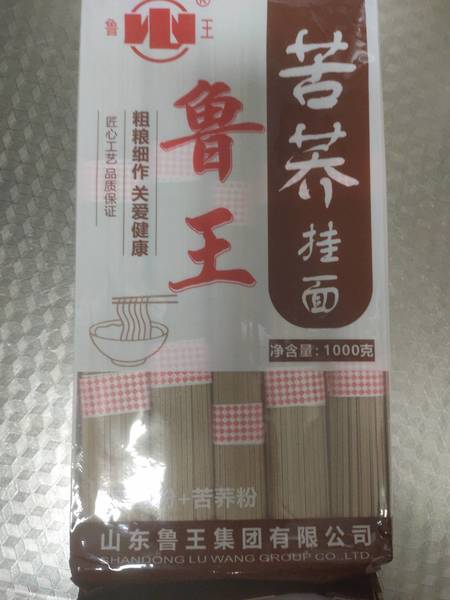 鲁 王
®
苦荞挂面
鲁王
粗粮细作 关爱健康
匠心工艺 品质保证
净含量: 1000克
粉+苦荞粉
山东鲁王集团有限公司
SHANDONG LU WANG GROUP CO.,LTD.